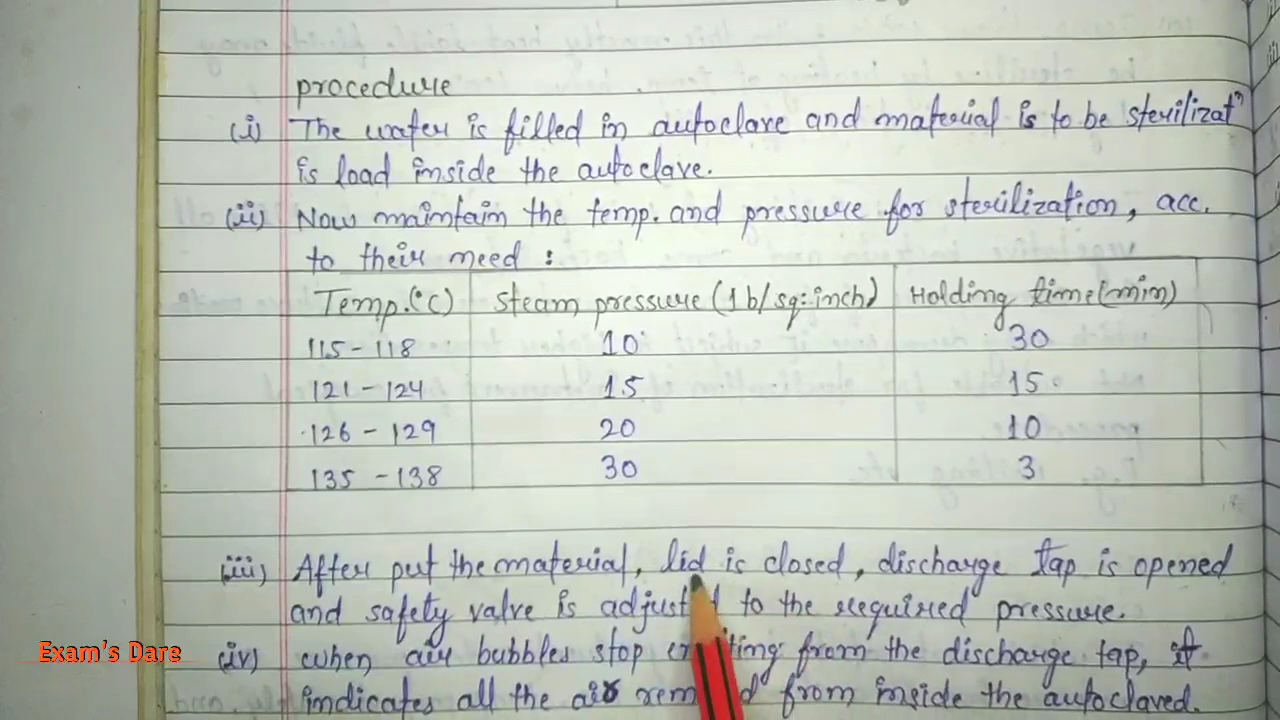 procedure
(i) The water is filled in autoclave and material is to be sterilizatⁿ
is load inside the autoclave.
(ii) Now maintain the temp. and pressure for sterilization, acc.
to their need :
Temp.(°C) Steam pressure (1b/sq:inch) Holding time(min)
115-118 10 30
121-124 15 15
126-129 20 10
135-138 30 3
(iii) After put the material, lid is closed, discharge tap is opened
and safety valve is to the required pressure.
Exam's Dare
(iv) when air bubbles stop from the discharge tap, it
indicates all the air from inside the autoclaved.